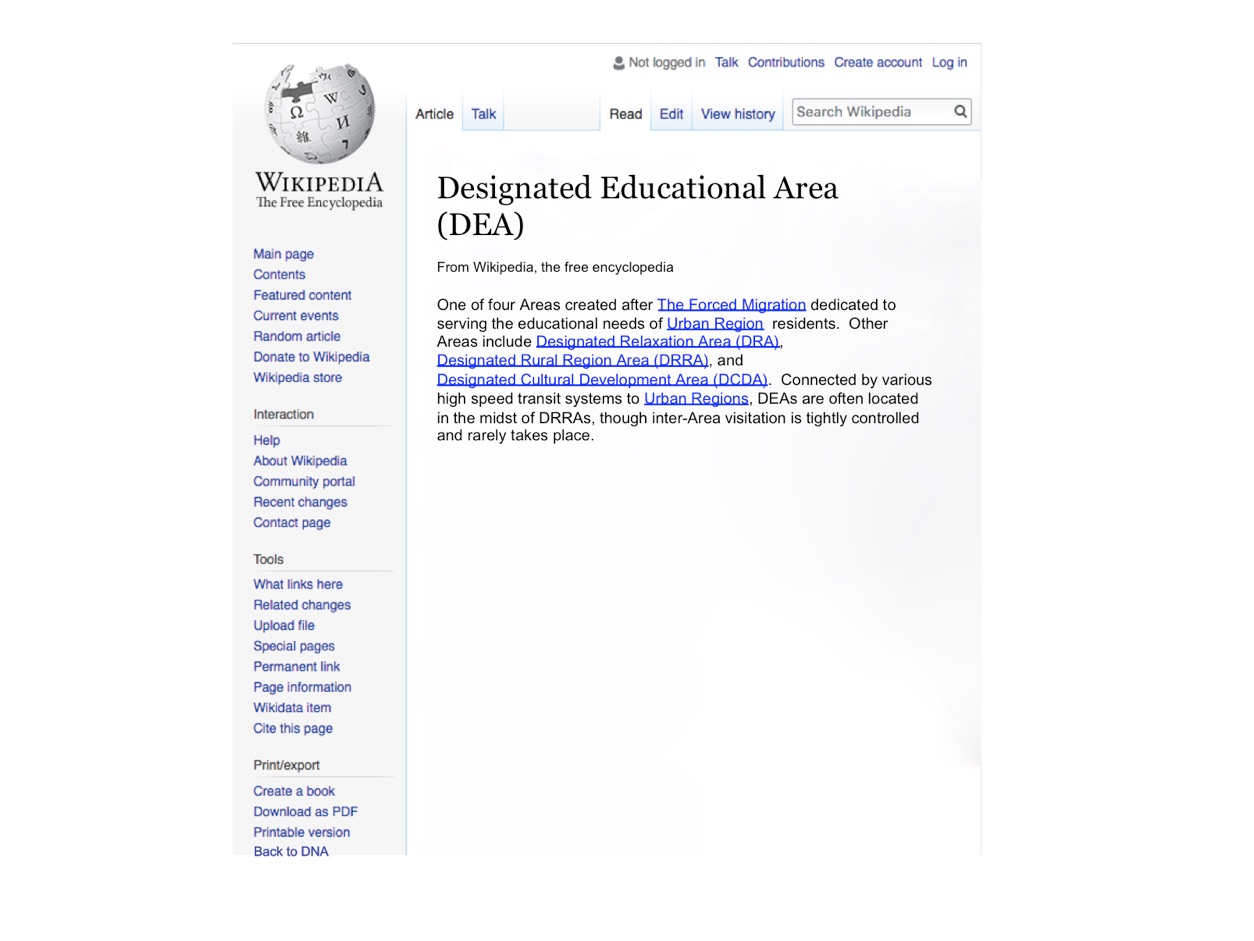 Not logged in Talk Contributions Create account Log in
Article Talk Read Edit View history Search Wikipedia
Ω W И 維 7
WIKIPEDIA
The Free Encyclopedia
Main page
Contents
Featured content
Current events
Random article
Donate to Wikipedia
Wikipedia store
Interaction
Help
About Wikipedia
Community portal
Recent changes
Contact page
Tools
What links here
Related changes
Upload file
Special pages
Permanent link
Page information
Wikidata item
Cite this page
Print/export
Create a book
Download as PDF
Printable version
Back to DNA
Designated Educational Area
(DEA)
From Wikipedia, the free encyclopedia
One of four Areas created after The Forced Migration dedicated to
serving the educational needs of Urban Region residents. Other
Areas include Designated Relaxation Area (DRA),
Designated Rural Region Area (DRRA), and
Designated Cultural Development Area (DCDA). Connected by various
high speed transit systems to Urban Regions, DEAs are often located
in the midst of DRRAs, though inter-Area visitation is tightly controlled
and rarely takes place.